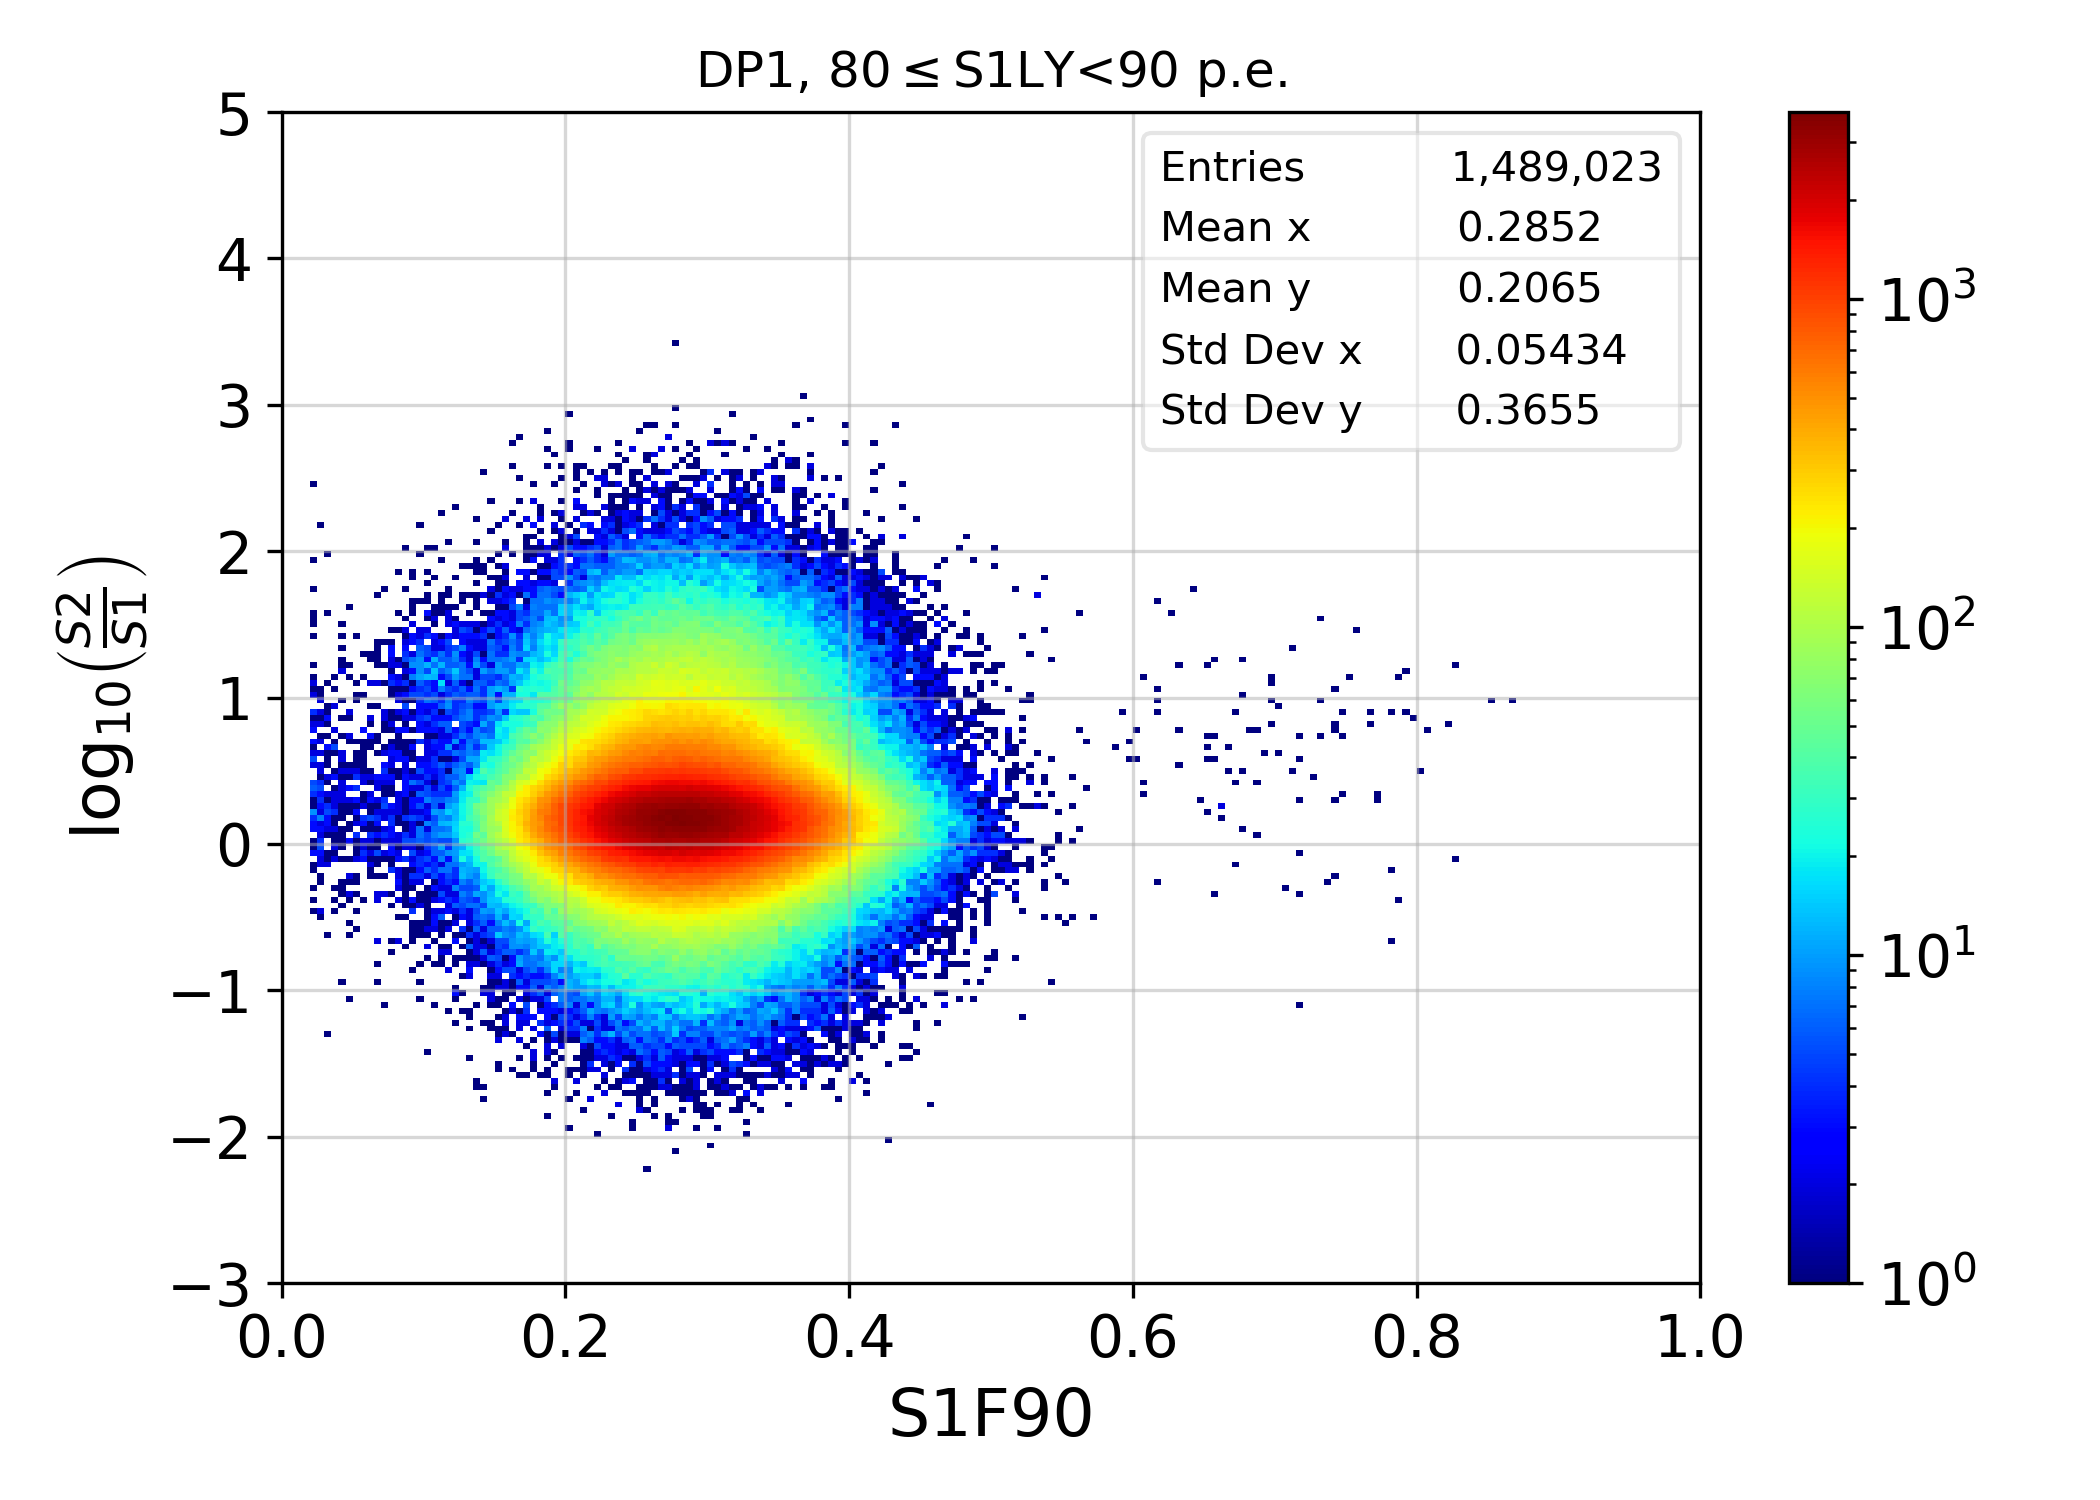 DP1, 80 ≤ S1LY<90 p.e.
Entries 1,489,023
Mean x 0.2852
Mean y 0.2065
Std Dev x 0.05434
Std Dev y 0.3655
5
4
3
2
1
0
−1
−2
−3
log₁₀(S2/S1)
0.0 0.2 0.4 0.6 0.8 1.0
S1F90
10³
10²
10¹
10⁰